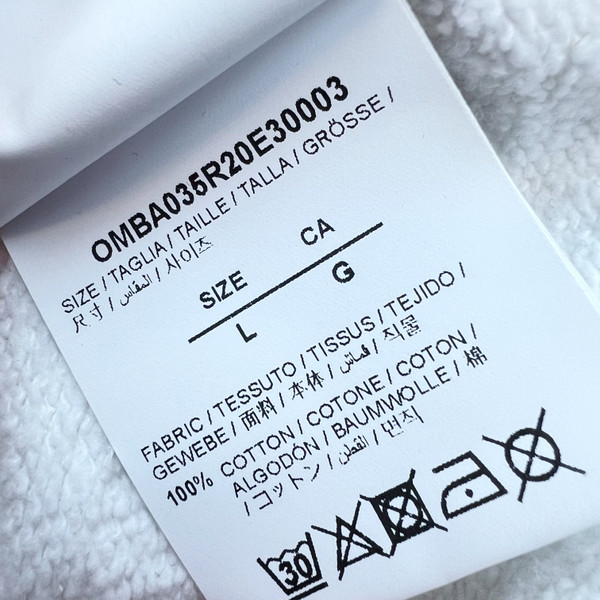 OMBA035R20E30003
SIZE / TAGLIA / TAILLE / TALLA / GRÖSSE /
尺寸 / المقاس / 사이즈
SIZE CA
L G
FABRIC / TESSUTO / TISSUS / TEJIDO /
GEWEBE / 面料 / 本体 / قماش / 직물
100% COTTON / COTONE / COTON /
ALGODÓN / BAUMWOLLE / 棉
/ コットン / القطن / 면직
30